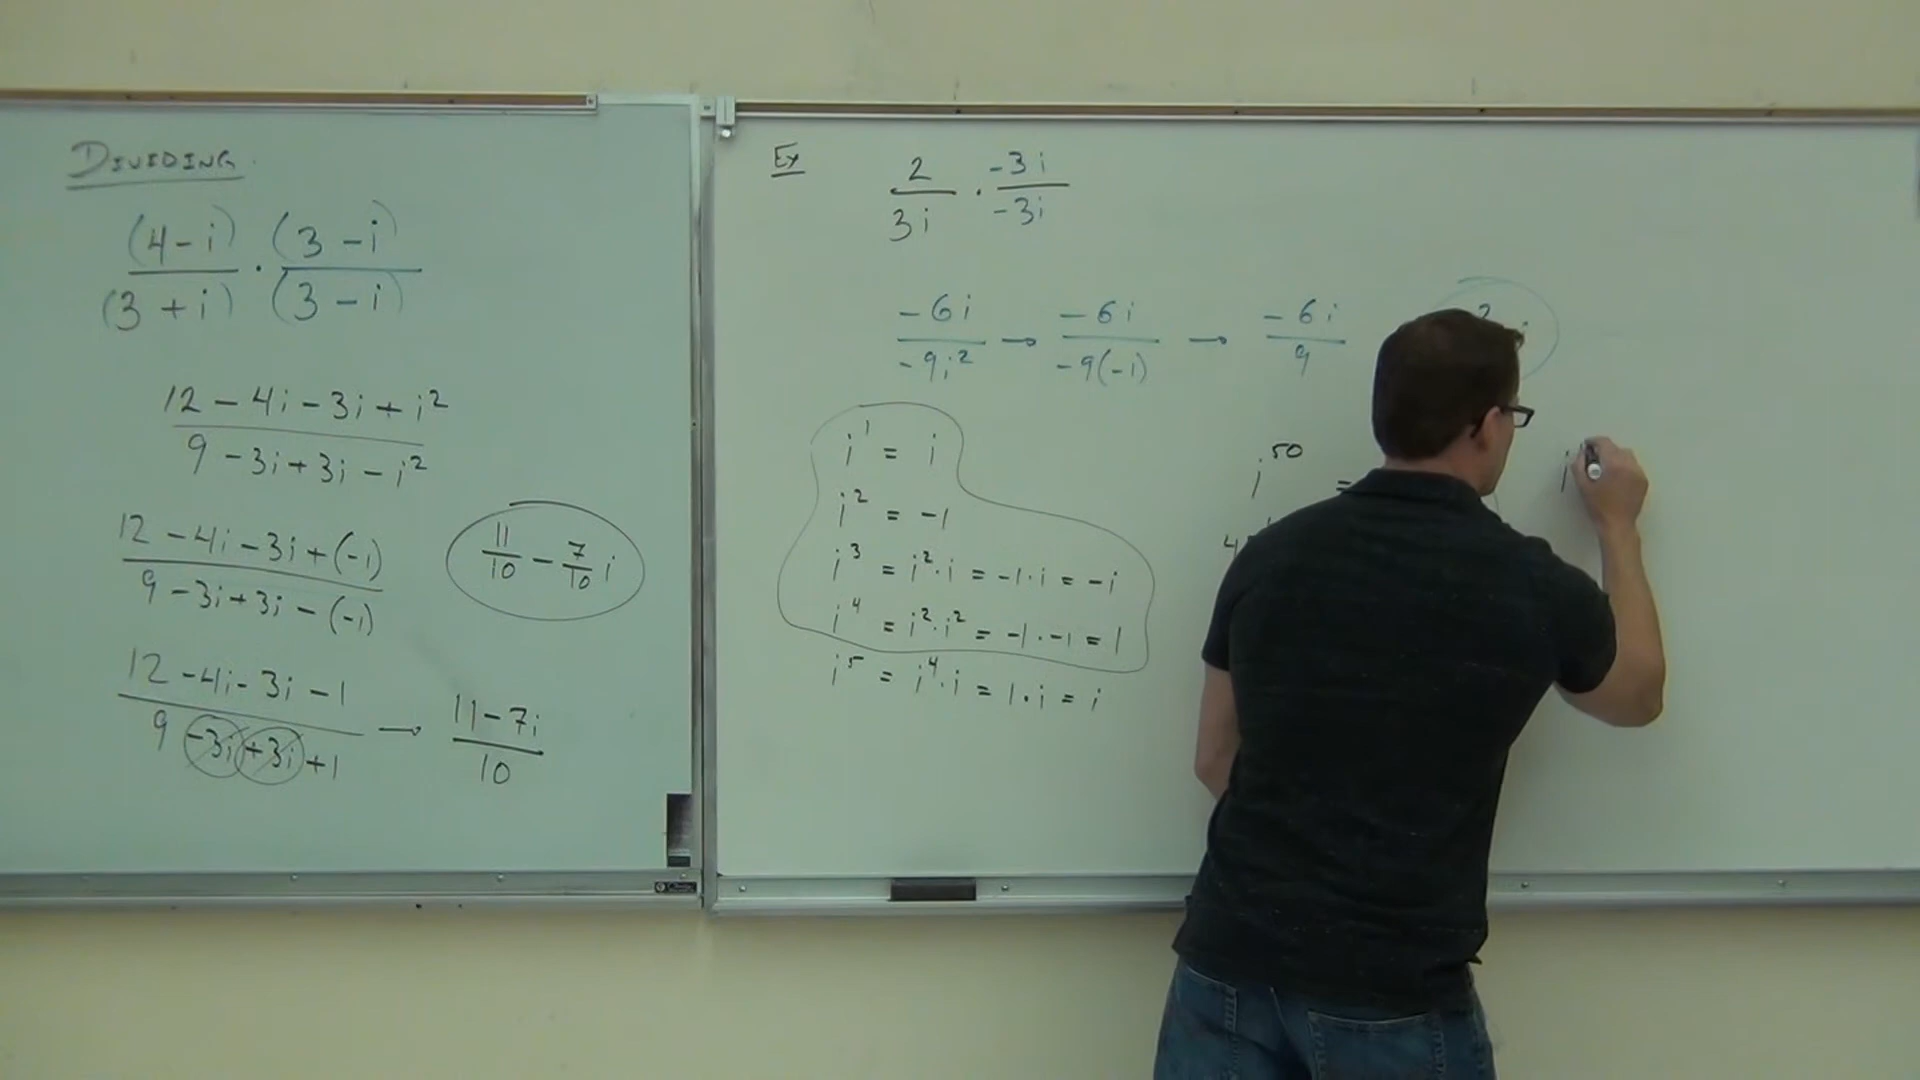 DIVIDING
(4-i) / (3+i) · (3-i) / (3-i)
12-4i-3i+i² / 9-3i+3i-i²
12-4i-3i+(-1) / 9-3i+3i-(-1)
11/10 - 7/10 i
12-4i-3i-1 / 9-3i+3i+1 → 11-7i / 10
Ex
2 / 3i · -3i / -3i
-6i / -9i² → -6i / -9(-1) → -6i / 9
i¹ = i
i² = -1
i³ = i²·i = -1·i = -i
i⁴ = i²·i² = -1·-1 = 1
i⁵ = i⁴·i = 1·i = i
i⁵⁰ =
4
i